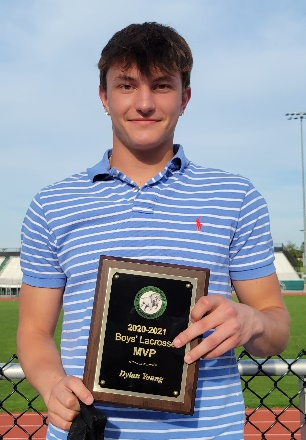 2020-2021
Boys' Lacrosse
MVP
Dylan Young